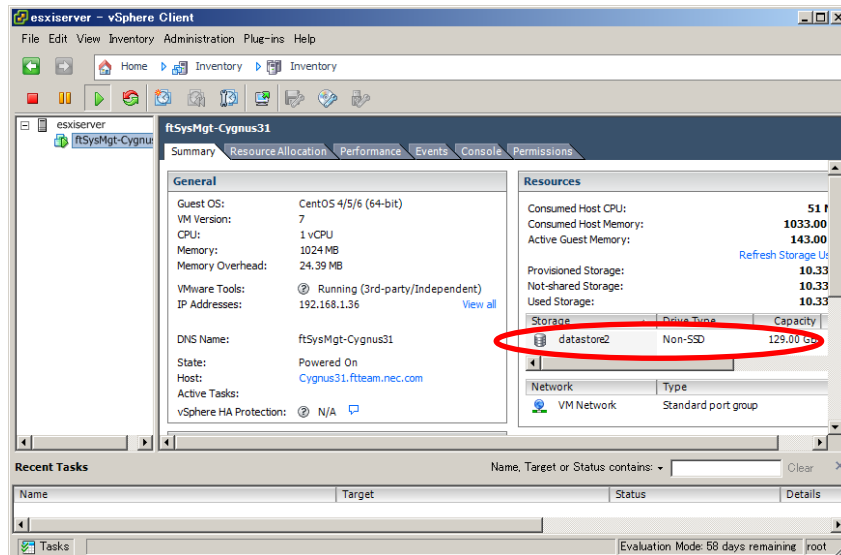 esxiserver - vSphere Client
File Edit View Inventory Administration Plug-ins Help
Home Inventory Inventory
esxiserver
ftSysMgt-Cygnus
ftSysMgt-Cygnus31
Summary Resource Allocation Performance Events Console Permissions
General
Guest OS: CentOS 4/5/6 (64-bit)
VM Version: 7
CPU: 1 vCPU
Memory: 1024 MB
Memory Overhead: 24.39 MB
VMware Tools: Running (3rd-party/Independent)
IP Addresses: 192.168.1.36 View all
DNS Name: ftSysMgt-Cygnus31
State: Powered On
Host: Cygnus31.ftteam.nec.com
Active Tasks:
vSphere HA Protection: N/A
Resources
Consumed Host CPU: 51
Consumed Host Memory: 1033.00
Active Guest Memory: 143.00
Refresh Storage
Provisioned Storage: 10.33
Not-shared Storage: 10.33
Used Storage: 10.33
Storage Drive Type Capacity
datastore2 Non-SSD 129.00
Network Type
VM Network Standard port group
Recent Tasks Name, Target or Status contains: Clear
Name Target Status Details
Tasks Evaluation Mode: 58 days remaining root